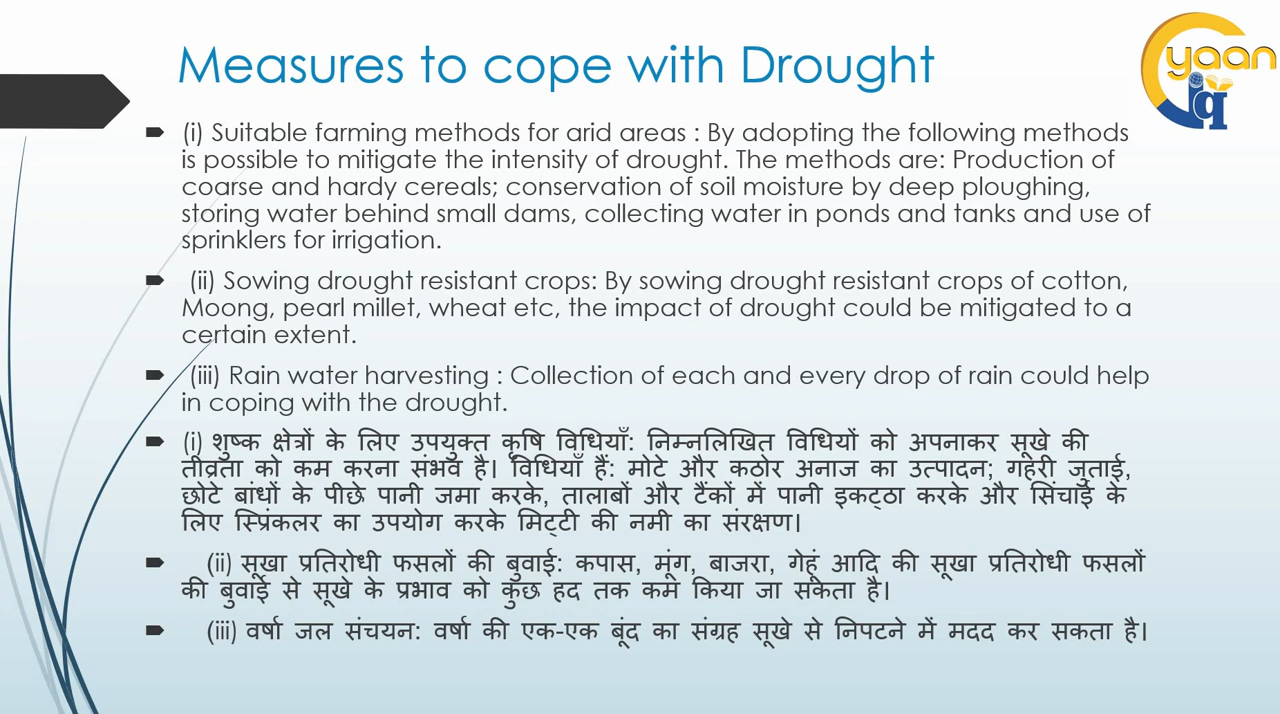 Measures to cope with Drought
yaan
iq
(i) Suitable farming methods for arid areas : By adopting the following methods
is possible to mitigate the intensity of drought. The methods are: Production of
coarse and hardy cereals; conservation of soil moisture by deep ploughing,
storing water behind small dams, collecting water in ponds and tanks and use of
sprinklers for irrigation.
(ii) Sowing drought resistant crops: By sowing drought resistant crops of cotton,
Moong, pearl millet, wheat etc, the impact of drought could be mitigated to a
certain extent.
(iii) Rain water harvesting : Collection of each and every drop of rain could help
in coping with the drought.
(i) शुष्क क्षेत्रों के लिए उपयुक्त कृषि विधियाँ: निम्नलिखित विधियों को अपनाकर सूखे की
तीव्रता को कम करना संभव है। विधियाँ हैं: मोटे और कठोर अनाज का उत्पादन; गहरी जुताई,
छोटे बांधों के पीछे पानी जमा करके, तालाबों और टैंकों में पानी इकट्ठा करके और सिंचाई के
लिए स्प्रिंकलर का उपयोग करके मिट्टी की नमी का संरक्षण।
(ii) सूखा प्रतिरोधी फसलों की बुवाई: कपास, मूंग, बाजरा, गेहूं आदि की सूखा प्रतिरोधी फसलों
की बुवाई से सूखे के प्रभाव को कुछ हद तक कम किया जा सकता है।
(iii) वर्षा जल संचयन: वर्षा की एक-एक बूंद का संग्रह सूखे से निपटने में मदद कर सकता है।